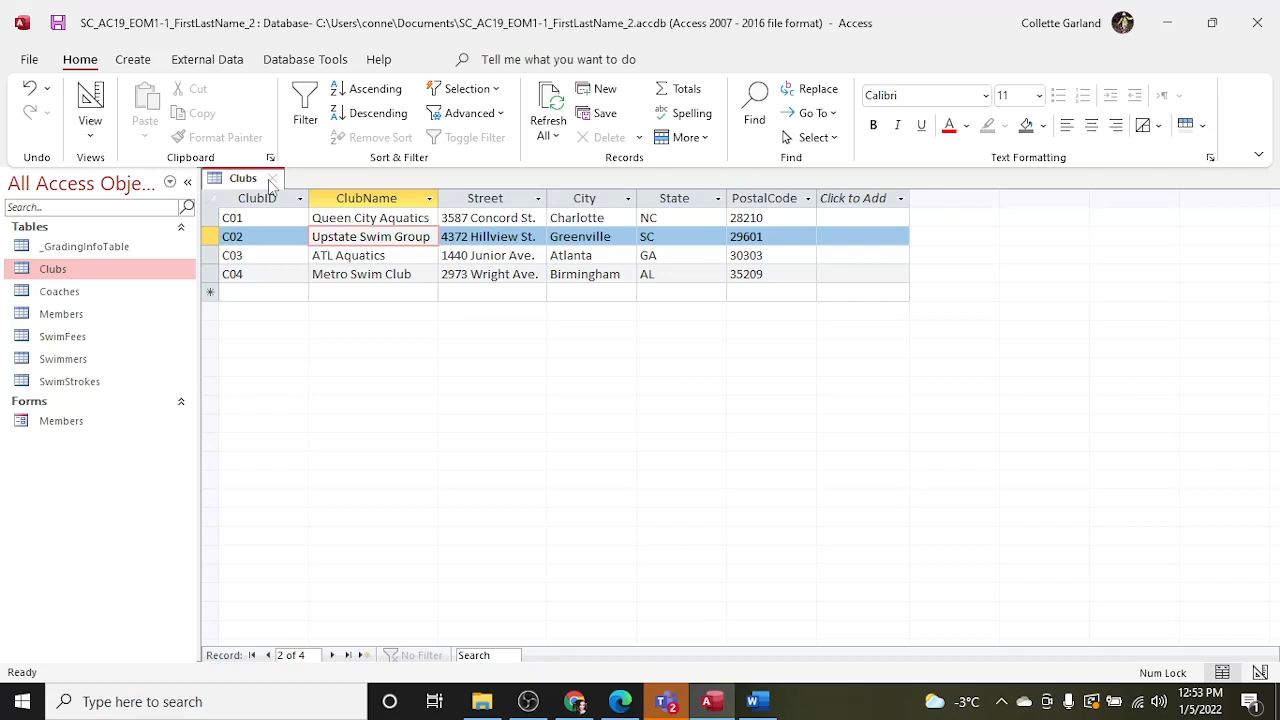 SC_AC19_EOM1-1_FirstLastName_2 : Database- C:\Users\conne\Documents\SC_AC19_EOM1-1_FirstLastName_2.accdb (Access 2007 - 2016 file format) - Access
Collette Garland
File Home Create External Data Database Tools Help Tell me what you want to do
Undo
View
Views
Paste
Cut
Copy
Format Painter
Clipboard
Filter
Ascending
Descending
Remove Sort
Selection
Advanced
Toggle Filter
Sort & Filter
Refresh
All
New
Save
Delete
Totals
Spelling
More
Records
Find
Replace
Go To
Select
Find
Calibri 11
B I U A
Text Formatting
All Access Obje...
Search...
Tables
_GradingInfoTable
Clubs
Coaches
Members
SwimFees
Swimmers
SwimStrokes
Forms
Members
Clubs
ClubID ClubName Street City State PostalCode Click to Add
C01 Queen City Aquatics 3587 Concord St. Charlotte NC 28210
C02 Upstate Swim Group 4372 Hillview St. Greenville SC 29601
C03 ATL Aquatics 1440 Junior Ave. Atlanta GA 30303
C04 Metro Swim Club 2973 Wright Ave. Birmingham AL 35209
Record: 2 of 4 No Filter Search
Ready
Num Lock
Type here to search
-3°C
12:53 PM
1/5/2022